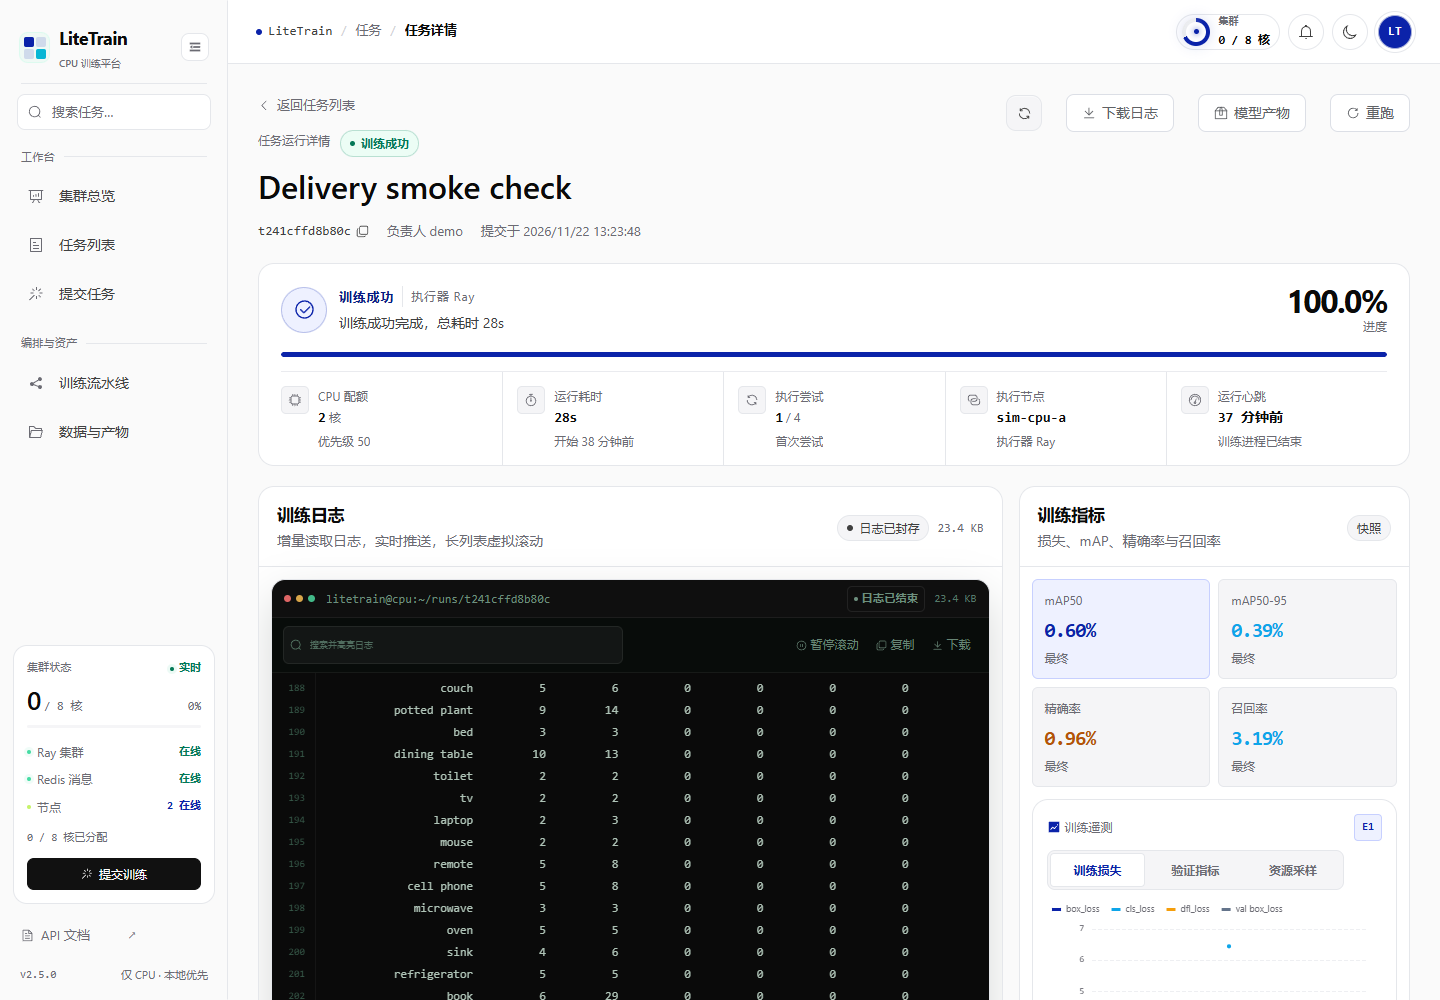 LiteTrain
CPU 训练平台
搜索任务...
工作台
集群总览
任务列表
提交任务
编排与资产
训练流水线
数据与产物
集群状态
实时
0 / 8 核
0%
Ray 集群
在线
Redis 消息
在线
节点
2 在线
0 / 8 核已分配
提交训练
API 文档 ↗
v2.5.0
仅 CPU · 本地优先
LiteTrain / 任务 / 任务详情
集群
0 / 8 核
LT
返回任务列表
下载日志
模型产物
重跑
任务运行详情
训练成功
Delivery smoke check
t241cffd8b80c
负责人 demo
提交于 2026/11/22 13:23:48
训练成功
执行器 Ray
训练成功完成，总耗时 28s
100.0%
进度
CPU 配额
2 核
优先级 50
运行耗时
28s
开始 38 分钟前
执行尝试
1 / 4
首次尝试
执行节点
sim-cpu-a
执行器 Ray
运行心跳
37 分钟前
训练进程已结束
训练日志
增量读取日志，实时推送，长列表虚拟滚动
日志已封存
23.4 KB
litetrain@cpu:~/runs/t241cffd8b80c
日志已结束
23.4 KB
搜索并高亮日志
暂停滚动
复制
下载
188 couch 5 6 0 0 0 0
189 potted plant 9 14 0 0 0 0
190 bed 3 3 0 0 0 0
191 dining table 10 13 0 0 0 0
192 toilet 2 2 0 0 0 0
193 tv 2 2 0 0 0 0
194 laptop 2 3 0 0 0 0
195 mouse 2 2 0 0 0 0
196 remote 5 8 0 0 0 0
197 cell phone 5 8 0 0 0 0
198 microwave 3 3 0 0 0 0
199 oven 5 5 0 0 0 0
200 sink 4 6 0 0 0 0
201 refrigerator 5 5 0 0 0 0
202 book 6 29 0 0 0 0
训练指标
损失、mAP、精确率与召回率
快照
mAP50
0.60%
最终
mAP50-95
0.39%
最终
精确率
0.96%
最终
召回率
3.19%
最终
训练遥测
E1
训练损失
验证指标
资源采样
box_loss
cls_loss
dfl_loss
val box_loss
7
6
5